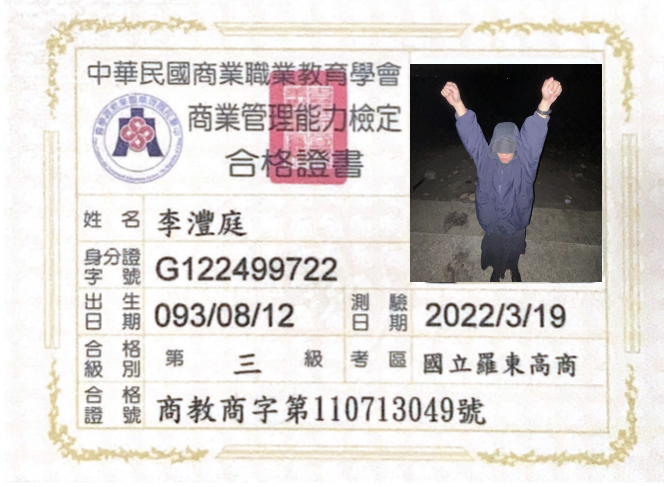 中華民國商業職業教育學會
商業管理能力檢定
合格證書
姓名 李灃庭
身分證字號 G122499722
出生日期 093/08/12 測驗日期 2022/3/19
合格級別 第三級 考區 國立羅東高商
合格證號 商教商字第110713049號